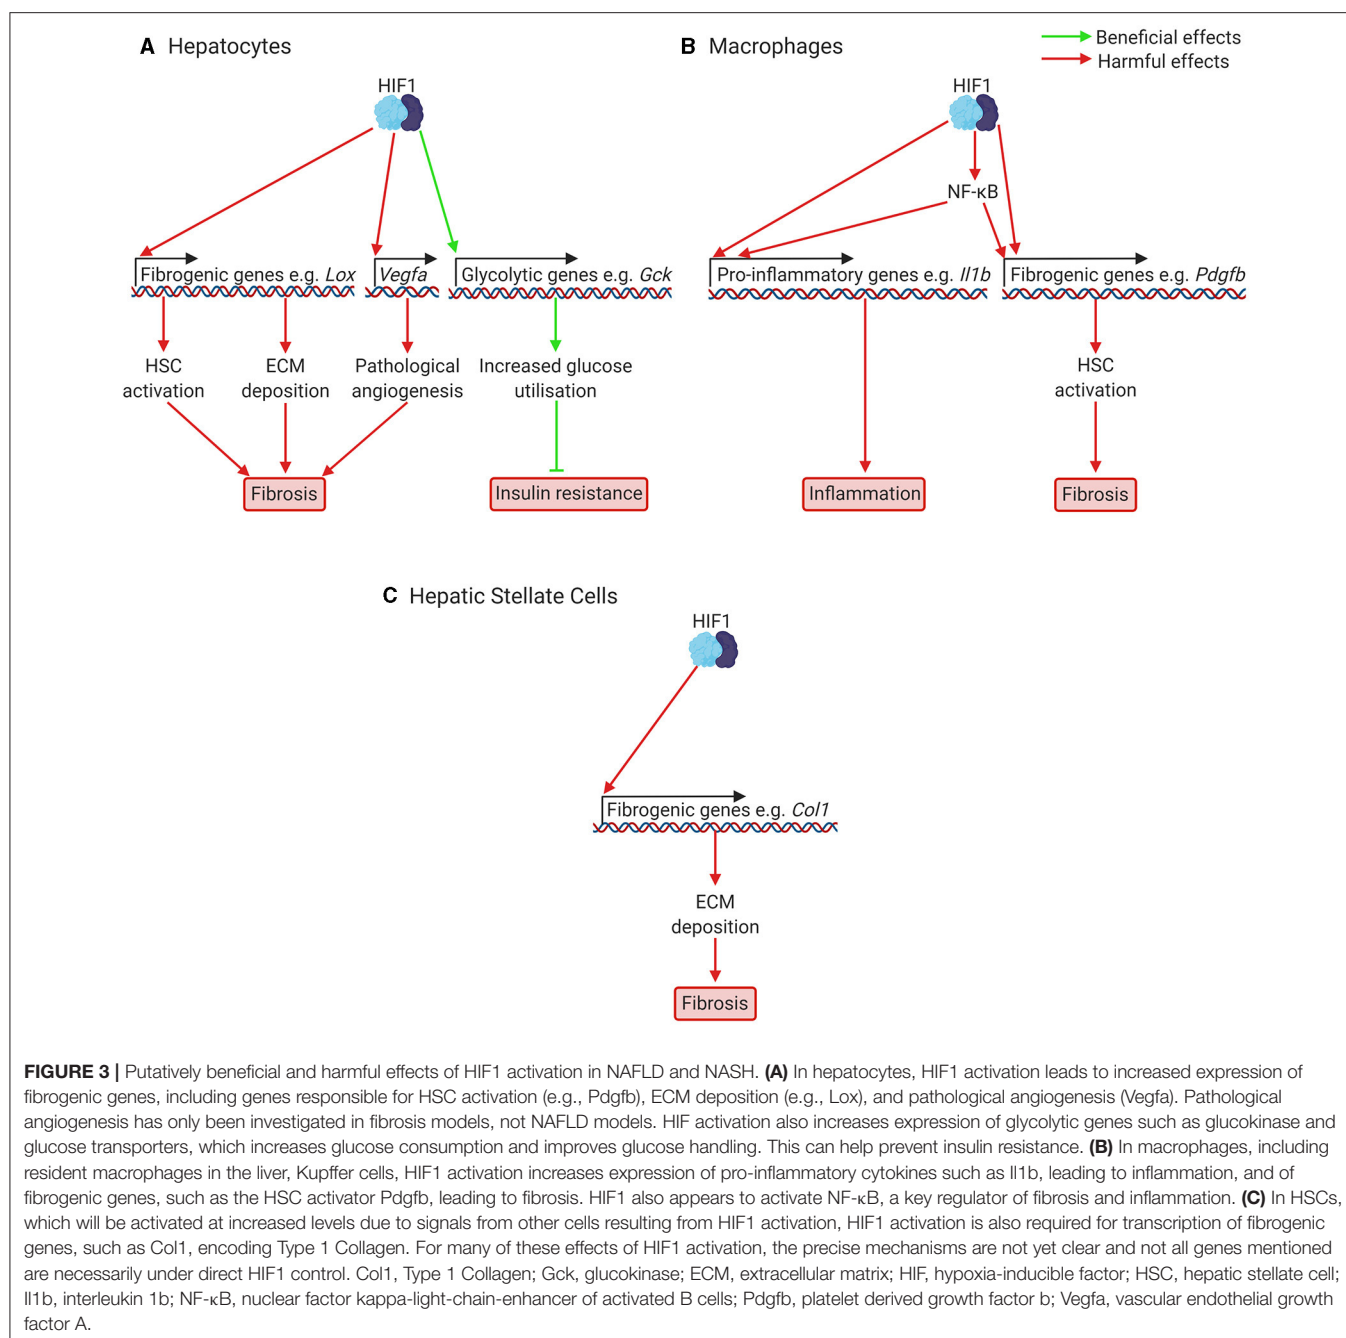 A Hepatocytes
B Macrophages
Beneficial effects
Harmful effects
HIF1
HIF1
NF-κB
Fibrogenic genes e.g. Lox
Vegfa
Glycolytic genes e.g. Gck
Pro-inflammatory genes e.g. Il1b
Fibrogenic genes e.g. Pdgfb
HSC
activation
ECM
deposition
Pathological
angiogenesis
Increased glucose
utilisation
HSC
activation
Fibrosis
Insulin resistance
Inflammation
Fibrosis
C Hepatic Stellate Cells
HIF1
Fibrogenic genes e.g. Col1
ECM
deposition
Fibrosis
FIGURE 3 | Putatively beneficial and harmful effects of HIF1 activation in NAFLD and NASH. (A) In hepatocytes, HIF1 activation leads to increased expression of
fibrogenic genes, including genes responsible for HSC activation (e.g., Pdgfb), ECM deposition (e.g., Lox), and pathological angiogenesis (Vegfa). Pathological
angiogenesis has only been investigated in fibrosis models, not NAFLD models. HIF activation also increases expression of glycolytic genes such as glucokinase and
glucose transporters, which increases glucose consumption and improves glucose handling. This can help prevent insulin resistance. (B) In macrophages, including
resident macrophages in the liver, Kupffer cells, HIF1 activation increases expression of pro-inflammatory cytokines such as Il1b, leading to inflammation, and of
fibrogenic genes, such as the HSC activator Pdgfb, leading to fibrosis. HIF1 also appears to activate NF-κB, a key regulator of fibrosis and inflammation. (C) In HSCs,
which will be activated at increased levels due to signals from other cells resulting from HIF1 activation, HIF1 activation is also required for transcription of fibrogenic
genes, such as Col1, encoding Type 1 Collagen. For many of these effects of HIF1 activation, the precise mechanisms are not yet clear and not all genes mentioned
are necessarily under direct HIF1 control. Col1, Type 1 Collagen; Gck, glucokinase; ECM, extracellular matrix; HIF, hypoxia-inducible factor; HSC, hepatic stellate cell;
Il1b, interleukin 1b; NF-κB, nuclear factor kappa-light-chain-enhancer of activated B cells; Pdgfb, platelet derived growth factor b; Vegfa, vascular endothelial growth
factor A.